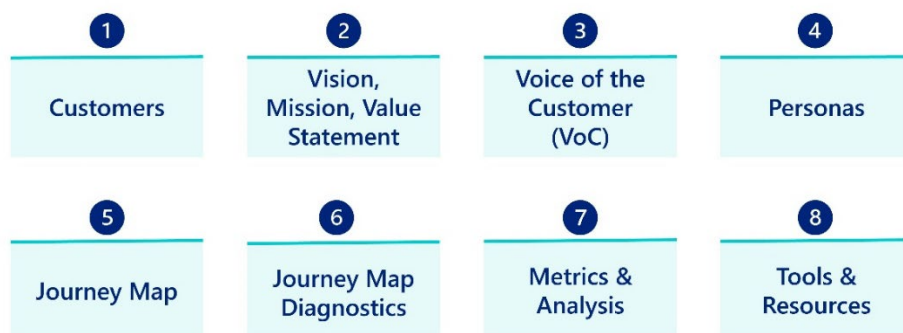 1
Customers
2
Vision,
Mission, Value
Statement
3
Voice of the
Customer
(VoC)
4
Personas
5
Journey Map
6
Journey Map
Diagnostics
7
Metrics &
Analysis
8
Tools &
Resources